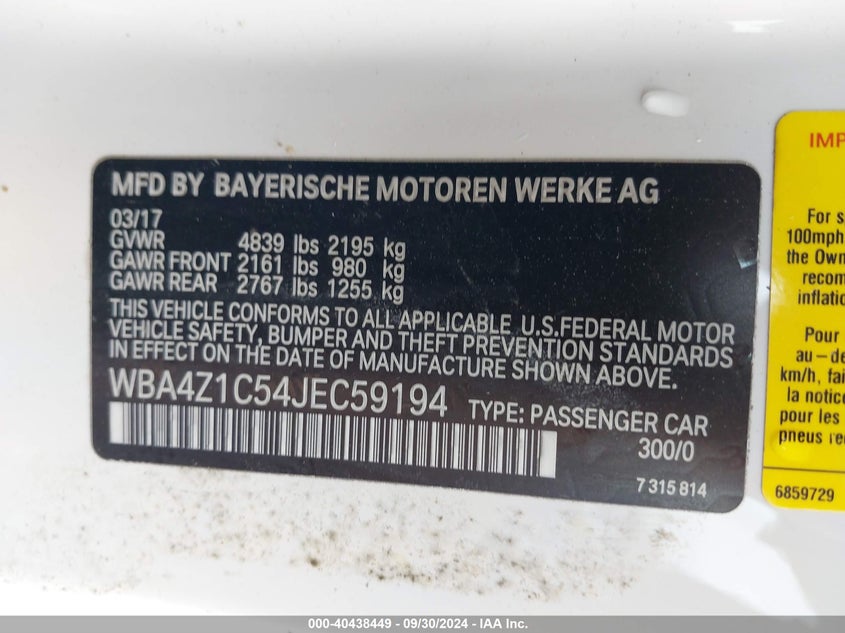 MFD BY BAYERISCHE MOTOREN WERKE AG
03/17
GVWR 4839 lbs 2195 kg
GAWR FRONT 2161 lbs 980 kg
GAWR REAR 2767 lbs 1255 kg
THIS VEHICLE CONFORMS TO ALL APPLICABLE U.S.FEDERAL MOTOR
VEHICLE SAFETY, BUMPER AND THEFT PREVENTION STANDARDS
IN EFFECT ON THE DATE OF MANUFACTURE SHOWN ABOVE.
WBA4Z1C54JEC59194 TYPE: PASSENGER CAR
300/0
7 315 814
IMP
For s
100mph
the Own
recom
inflatio
Pour
au-de
km/h, fai
la notice
pour les
pneus re
6859729
000-40438449 - 09/30/2024 - IAA Inc.